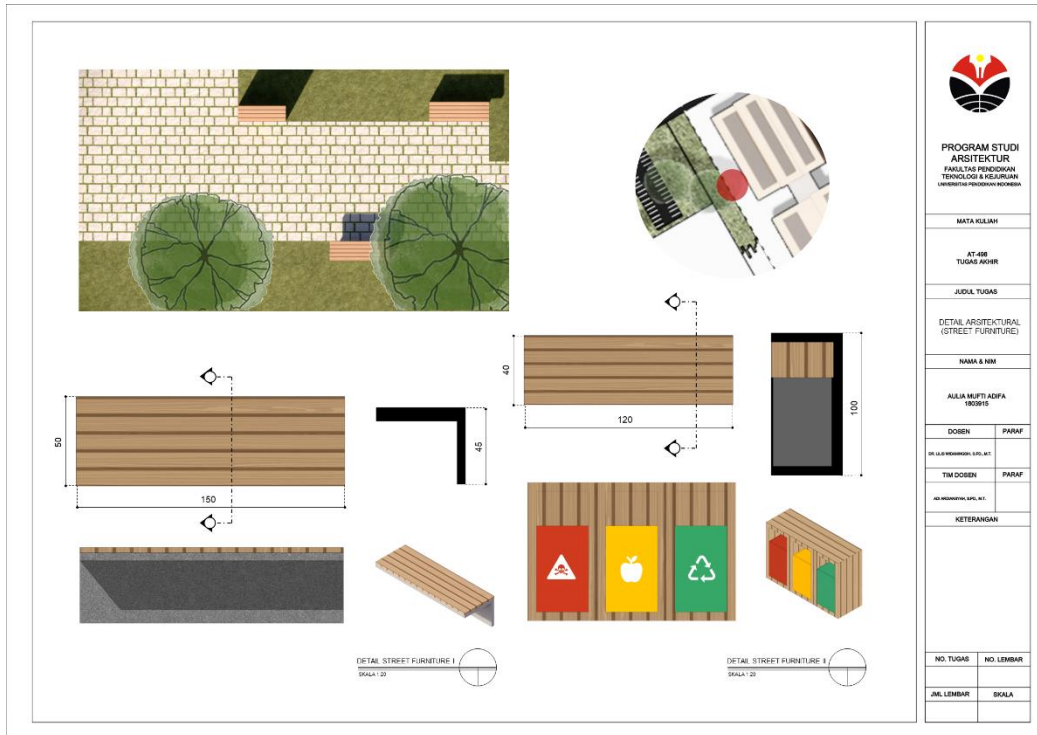 50
150
45
40
120
100
DETAIL STREET FURNITURE I
SKALA 1:20
DETAIL STREET FURNITURE II
SKALA 1:20
PROGRAM STUDI
ARSITEKTUR
FAKULTAS PENDIDIKAN
TEKNOLOGI & KEJURUAN
UNIVERSITAS PENDIDIKAN INDONESIA
MATA KULIAH
AT-498
TUGAS AKHIR
JUDUL TUGAS
DETAIL ARSITEKTURAL
(STREET FURNITURE)
NAMA & NIM
AULIA MUFTI ADIFA
1803915
DOSEN PARAF
TIM DOSEN PARAF
KETERANGAN
NO. TUGAS NO. LEMBAR
JML LEMBAR SKALA